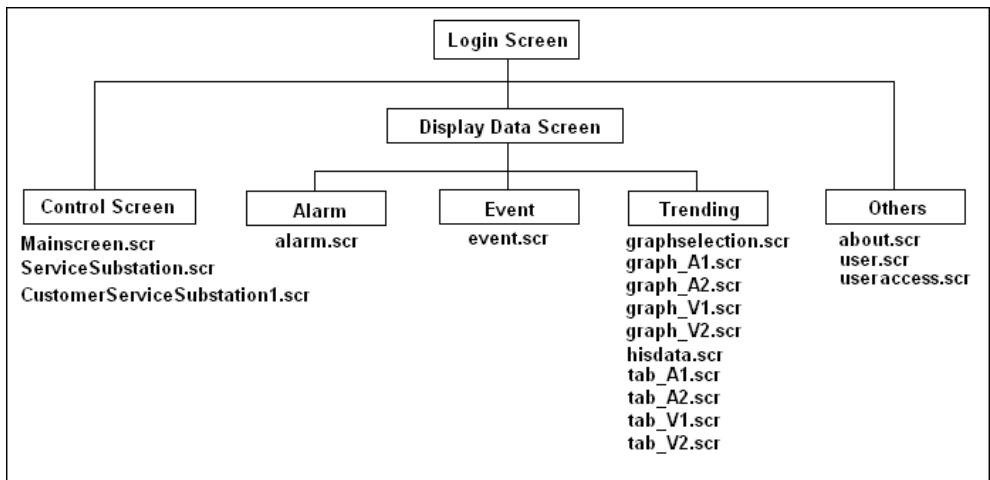 Login Screen
Display Data Screen
Control Screen
Mainscreen.scr
ServiceSubstation.scr
CustomerServiceSubstation1.scr
Alarm
alarm.scr
Event
event.scr
Trending
graphselection.scr
graph_A1.scr
graph_A2.scr
graph_V1.scr
graph_V2.scr
hisdata.scr
tab_A1.scr
tab_A2.scr
tab_V1.scr
tab_V2.scr
Others
about.scr
user.scr
useraccess.scr